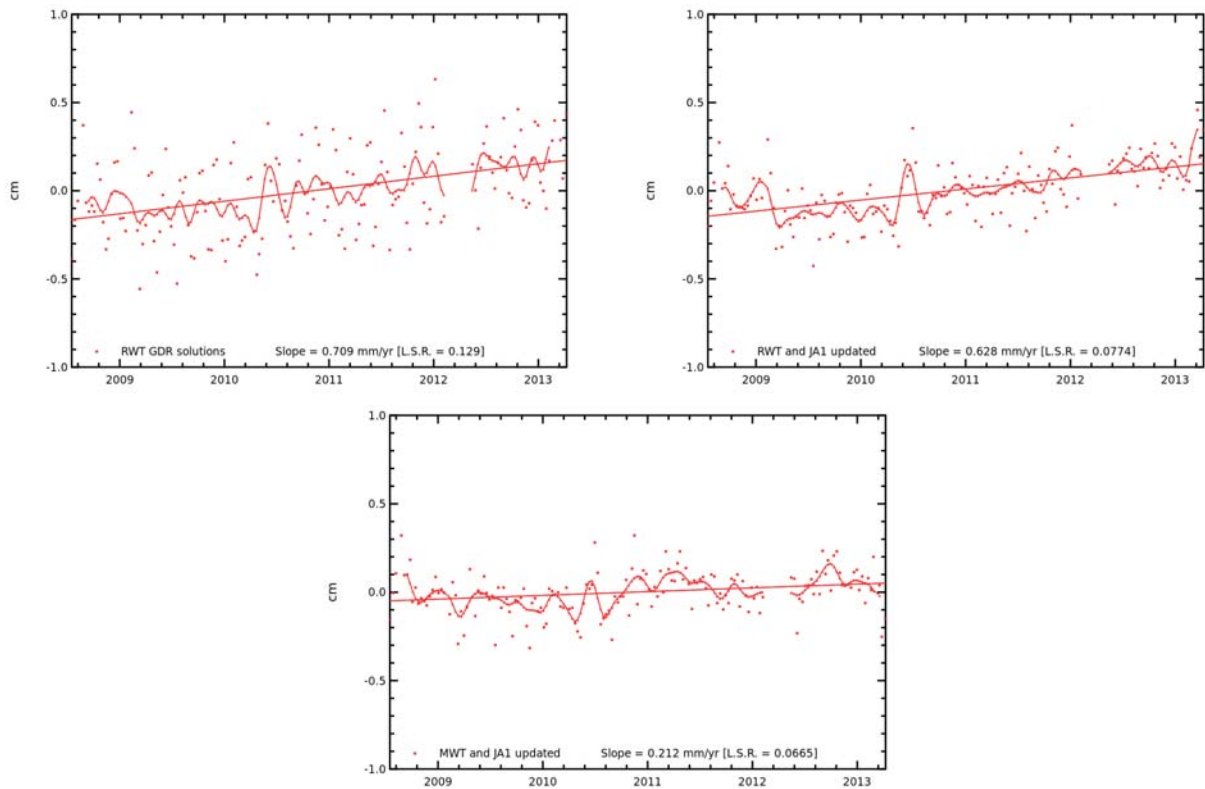 1.0
0.5
cm
0.0
-0.5
RWT GDR solutions Slope = 0.709 mm/yr [L.S.R. = 0.129]
-1.0
2009 2010 2011 2012 2013
1.0
0.5
cm
0.0
-0.5
RWT and JA1 updated Slope = 0.628 mm/yr [L.S.R. = 0.0774]
-1.0
2009 2010 2011 2012 2013
1.0
0.5
cm
0.0
-0.5
MWT and JA1 updated Slope = 0.212 mm/yr [L.S.R. = 0.0665]
-1.0
2009 2010 2011 2012 2013